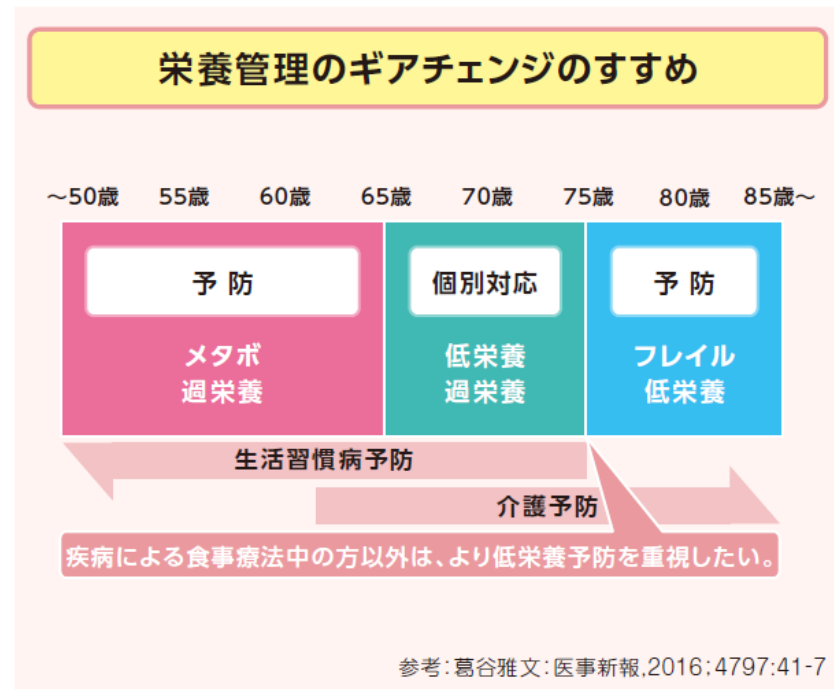 栄養管理のギアチェンジのすすめ
～50歳 55歳 60歳 65歳 70歳 75歳 80歳 85歳～
予防
メタボ
過栄養
個別対応
低栄養
過栄養
予防
フレイル
低栄養
生活習慣病予防
介護予防
疾病による食事療法中の方以外は、より低栄養予防を重視したい。
参考:葛谷雅文:医事新報,2016;4797:41-7